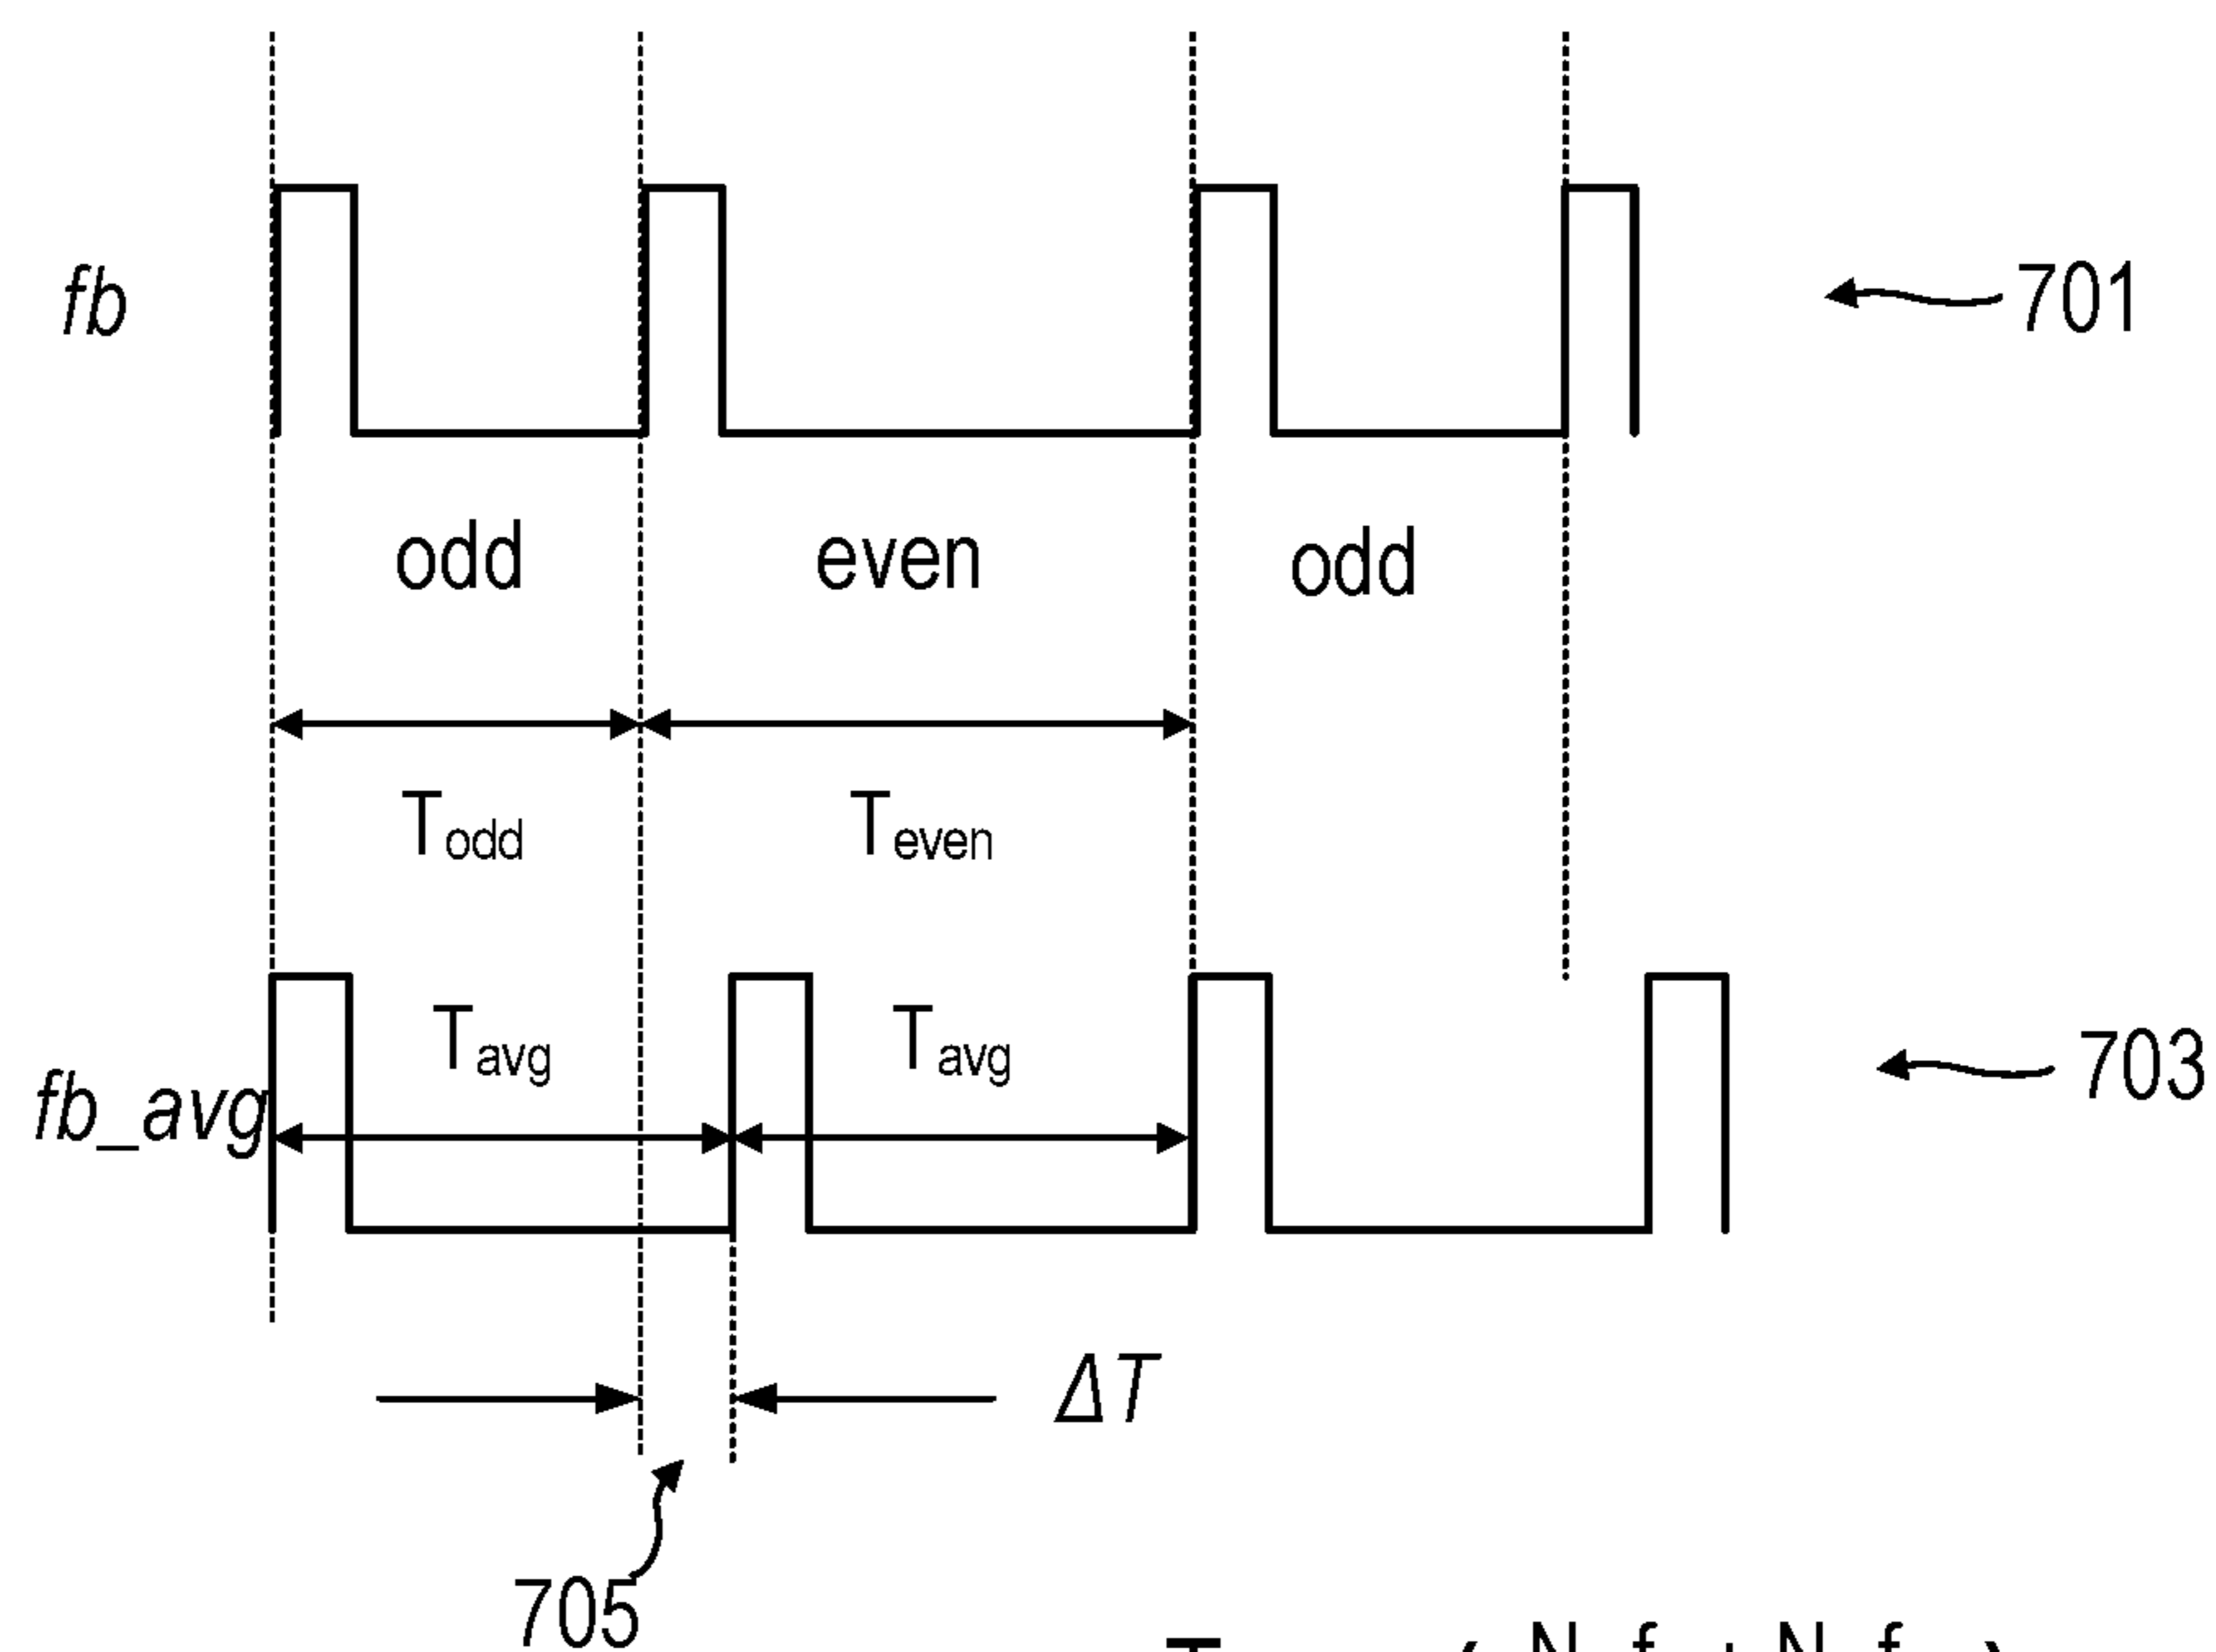 fb
701
odd even odd
Todd Teven
Tavg Tavg
fb_avg
703
ΔT
705